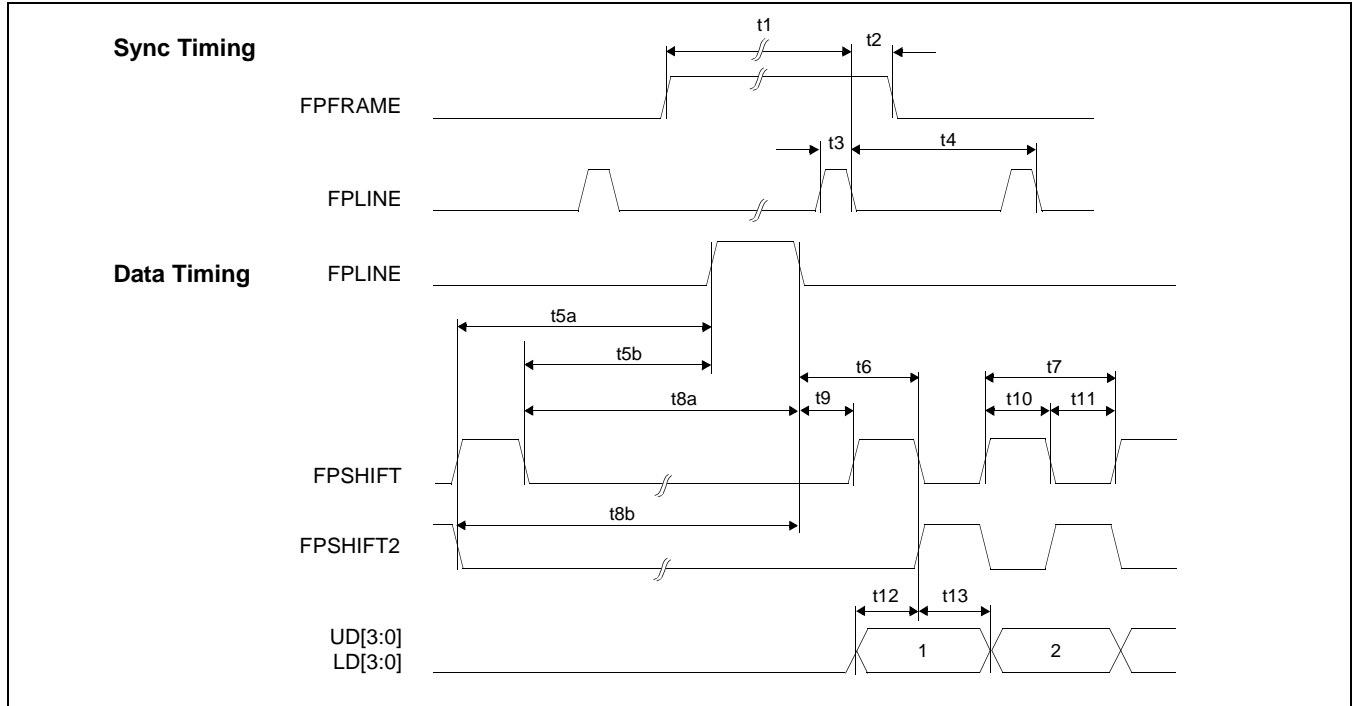 Sync Timing
t1
t2
FPFRAME
t3
t4
FPLINE
Data Timing
FPLINE
t5a
t5b
t6
t7
t8a
t9
t10
t11
FPSHIFT
t8b
FPSHIFT2
t12
t13
UD[3:0]
LD[3:0]
1
2